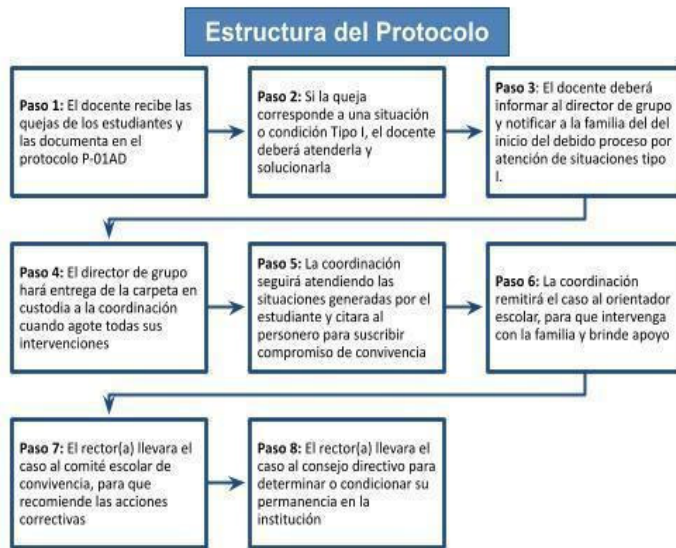 Estructura del Protocolo
Paso 1: El docente recibe las
quejas de los estudiantes y
las documenta en el
protocolo P-01AD
Paso 2: Si la queja
corresponde a una situación
o condición Tipo I, el docente
deberá atenderla y
solucionarla
Paso 3: El docente deberá
informar al director de grupo
y notificar a la familia del del
inicio del debido proceso por
atención de situaciones tipo
I.
Paso 4: El director de grupo
hará entrega de la carpeta en
custodia a la coordinación
cuando agote todas sus
intervenciones
Paso 5: La coordinación
seguirá atendiendo las
situaciones generadas por el
estudiante y citara al
personero para suscribir
compromiso de convivencia
Paso 6: La coordinación
remitirá el caso al orientador
escolar, para que intervenga
con la familia y brinde apoyo
Paso 7: El rector(a) llevara el
caso al comité escolar de
convivencia, para que
recomiende las acciones
correctivas
Paso 8: El rector(a) llevara el
caso al consejo directivo para
determinar o condicionar su
permanencia en la
institución